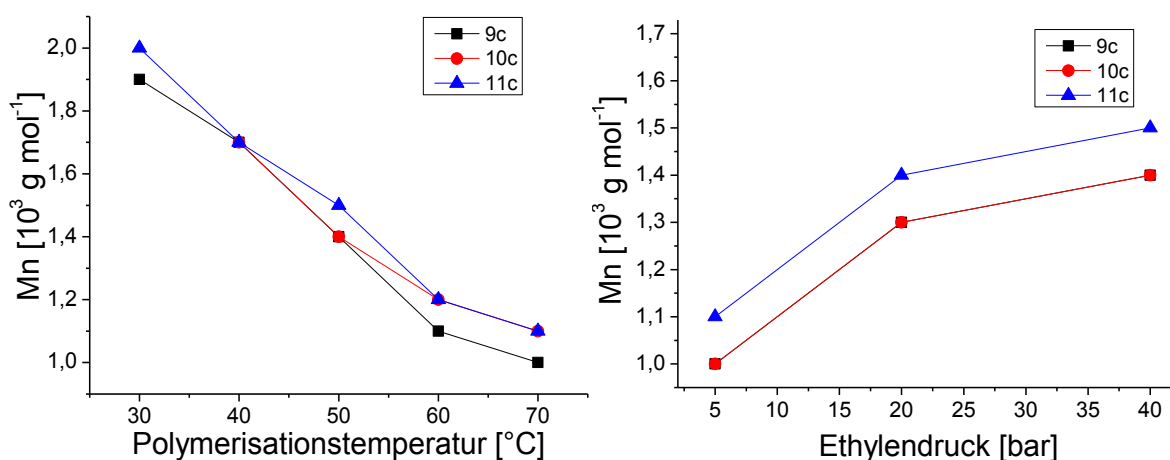 2,0
1,8
1,6
1,4
1,2
1,0
Mn [10³ g mol⁻¹]
30 40 50 60 70
Polymerisationstemperatur [°C]
9c
10c
11c
1,7
1,6
1,5
1,4
1,3
1,2
1,1
1,0
Mn [10³ g mol⁻¹]
5 10 15 20 25 30 35 40
Ethylendruck [bar]
9c
10c
11c